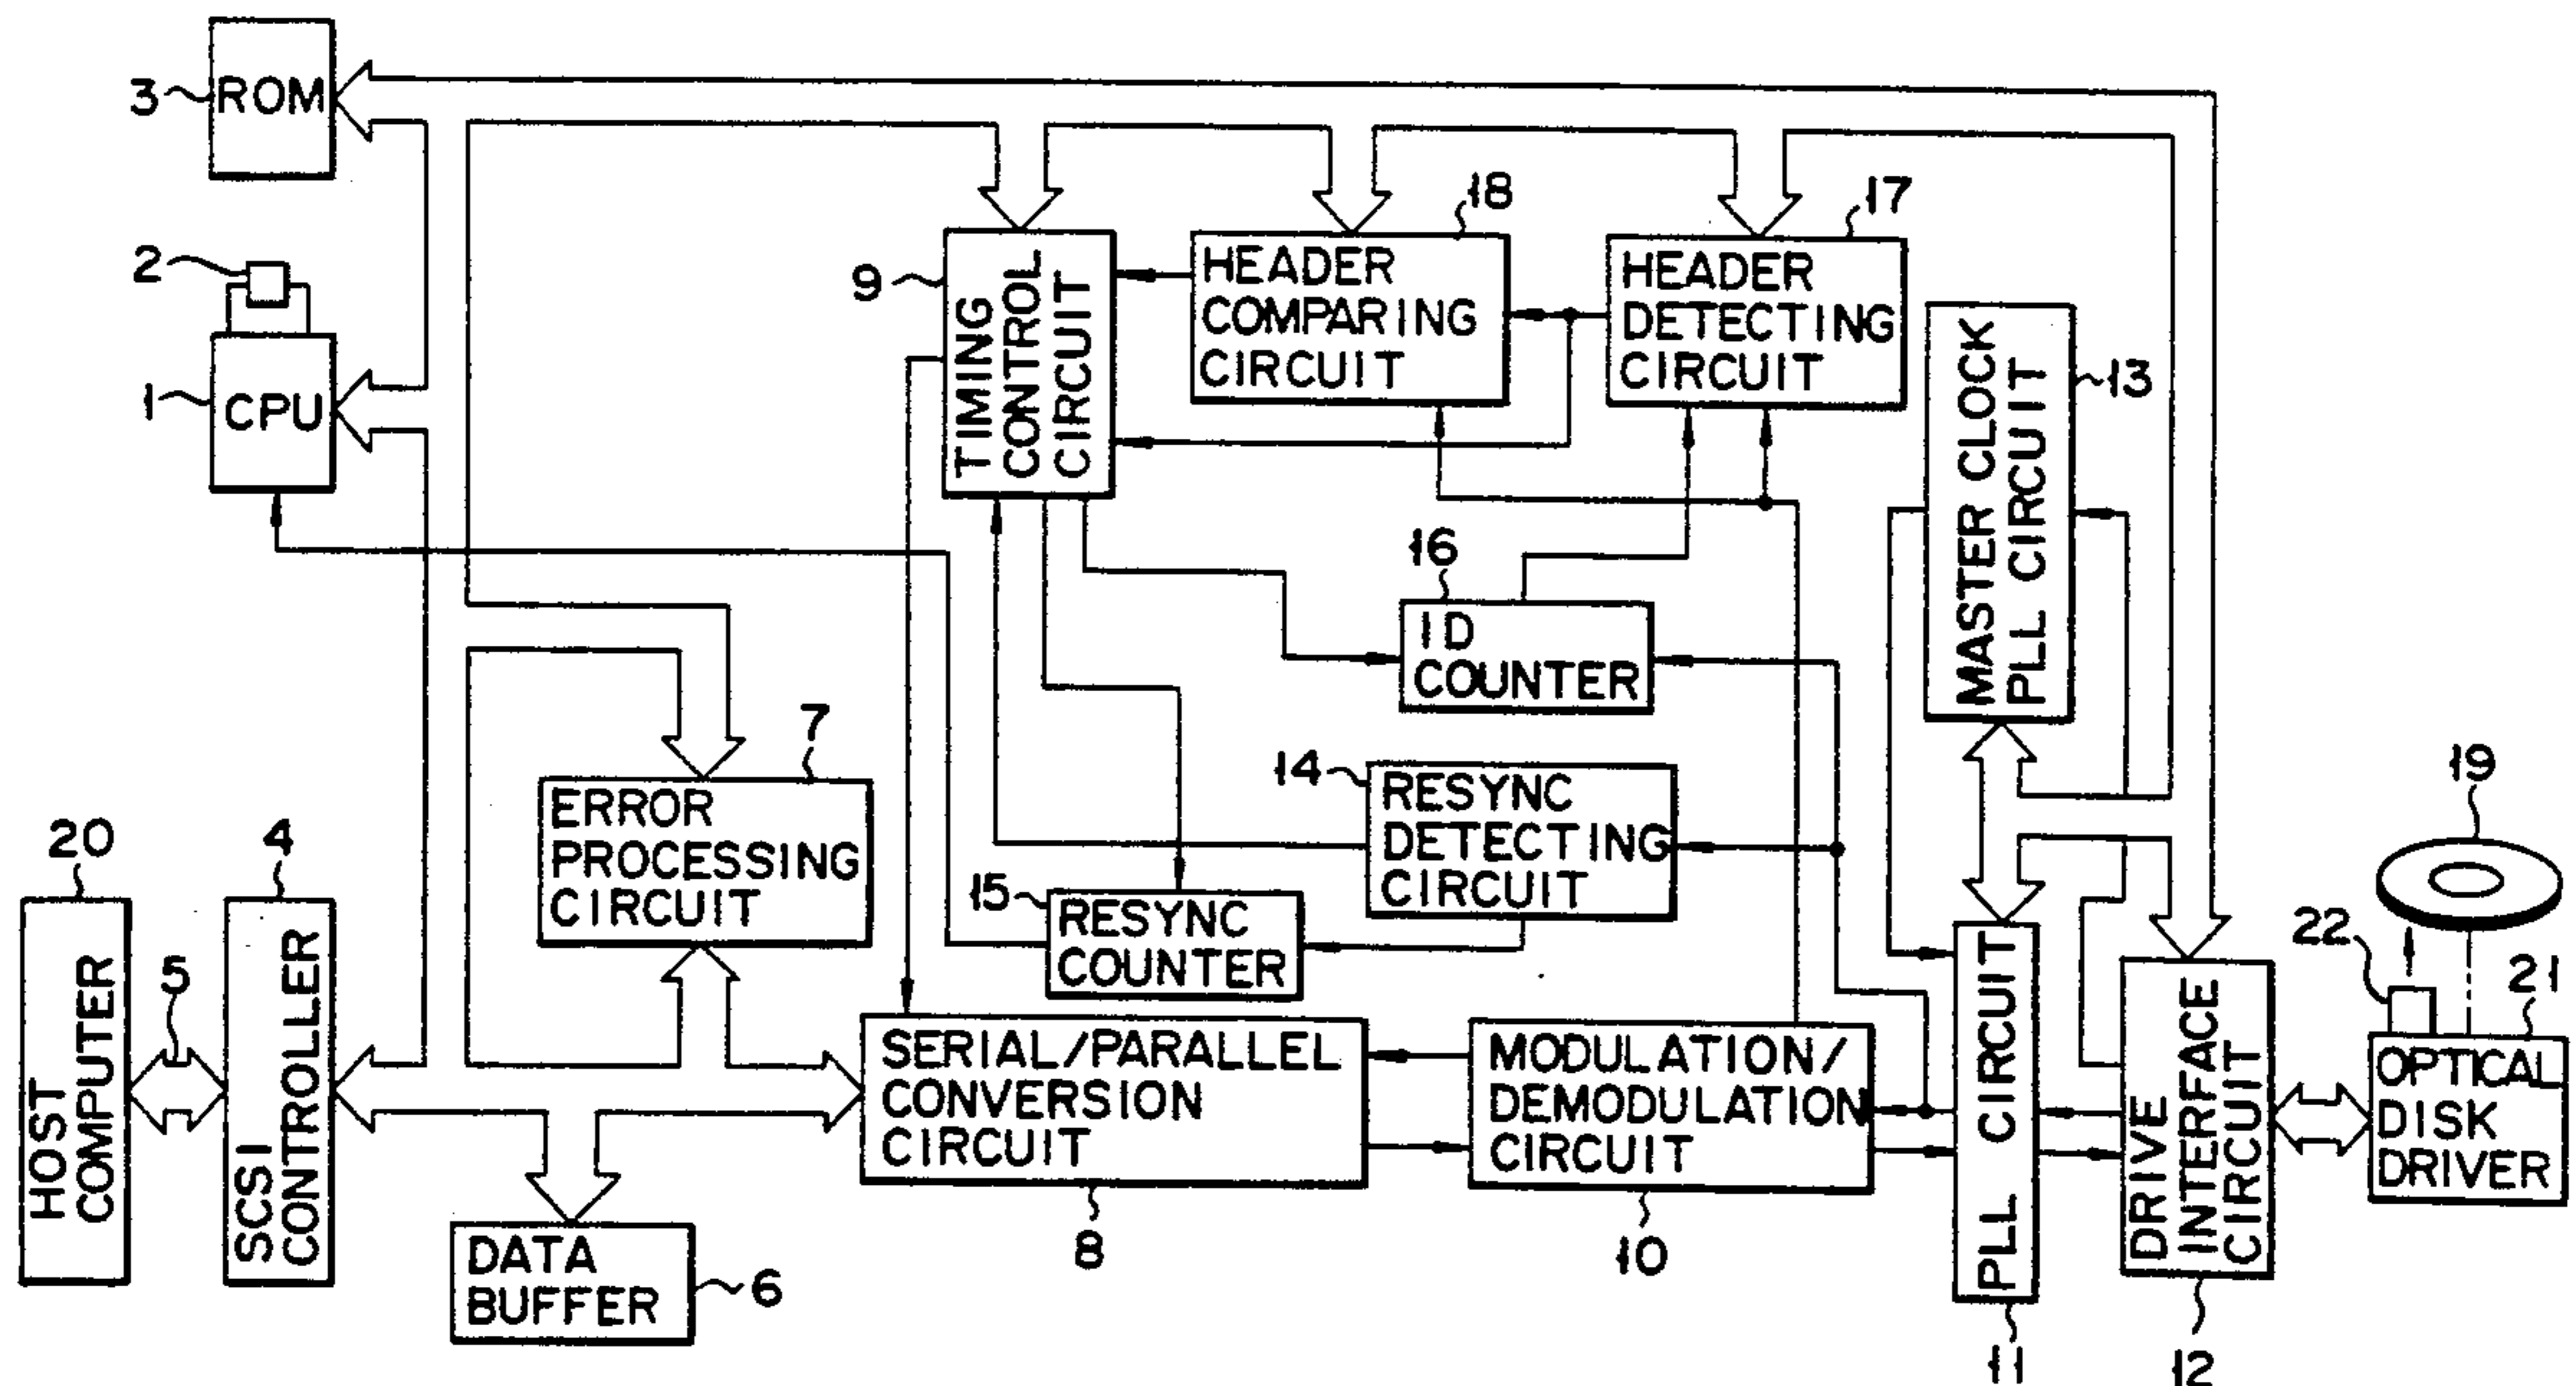 3
ROM
2
1
CPU
9
TIMING
CONTROL
CIRCUIT
18
HEADER
COMPARING
CIRCUIT
17
HEADER
DETECTING
CIRCUIT
MASTER CLOCK
PLL CIRCUIT
13
16
ID
COUNTER
7
ERROR
PROCESSING
CIRCUIT
14
RESYNC
DETECTING
CIRCUIT
15
RESYNC
COUNTER
19
20
HOST
COMPUTER
5
4
SCSI
CONTROLLER
DATA
BUFFER
6
SERIAL/PARALLEL
CONVERSION
CIRCUIT
8
MODULATION/
DEMODULATION
CIRCUIT
10
PLL CIRCUIT
11
DRIVE
INTERFACE
CIRCUIT
12
22
21
OPTICAL
DISK
DRIVER